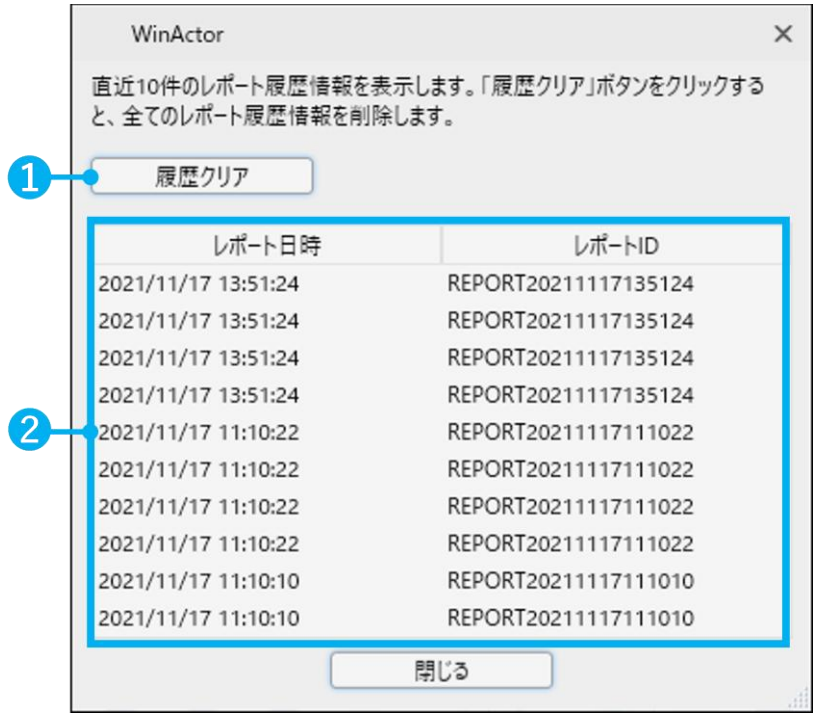 WinActor
直近10件のレポート履歴情報を表示します。「履歴クリア」ボタンをクリックする
と、全てのレポート履歴情報を削除します。
1 履歴クリア
レポート日時 レポートID
2021/11/17 13:51:24 REPORT20211117135124
2021/11/17 13:51:24 REPORT20211117135124
2021/11/17 13:51:24 REPORT20211117135124
2021/11/17 13:51:24 REPORT20211117135124
2 2021/11/17 11:10:22 REPORT20211117111022
2021/11/17 11:10:22 REPORT20211117111022
2021/11/17 11:10:22 REPORT20211117111022
2021/11/17 11:10:22 REPORT20211117111022
2021/11/17 11:10:10 REPORT20211117111010
2021/11/17 11:10:10 REPORT20211117111010
閉じる